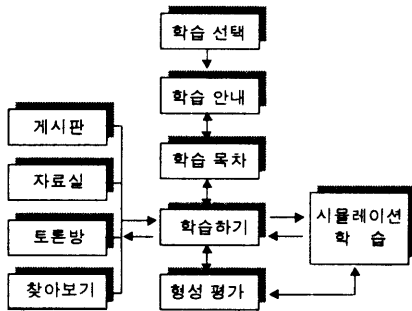 학습 선택
학습 안내
게시판
학습 목차
자료실
학습하기
시뮬레이션
학 습
토론방
찾아보기
형성 평가